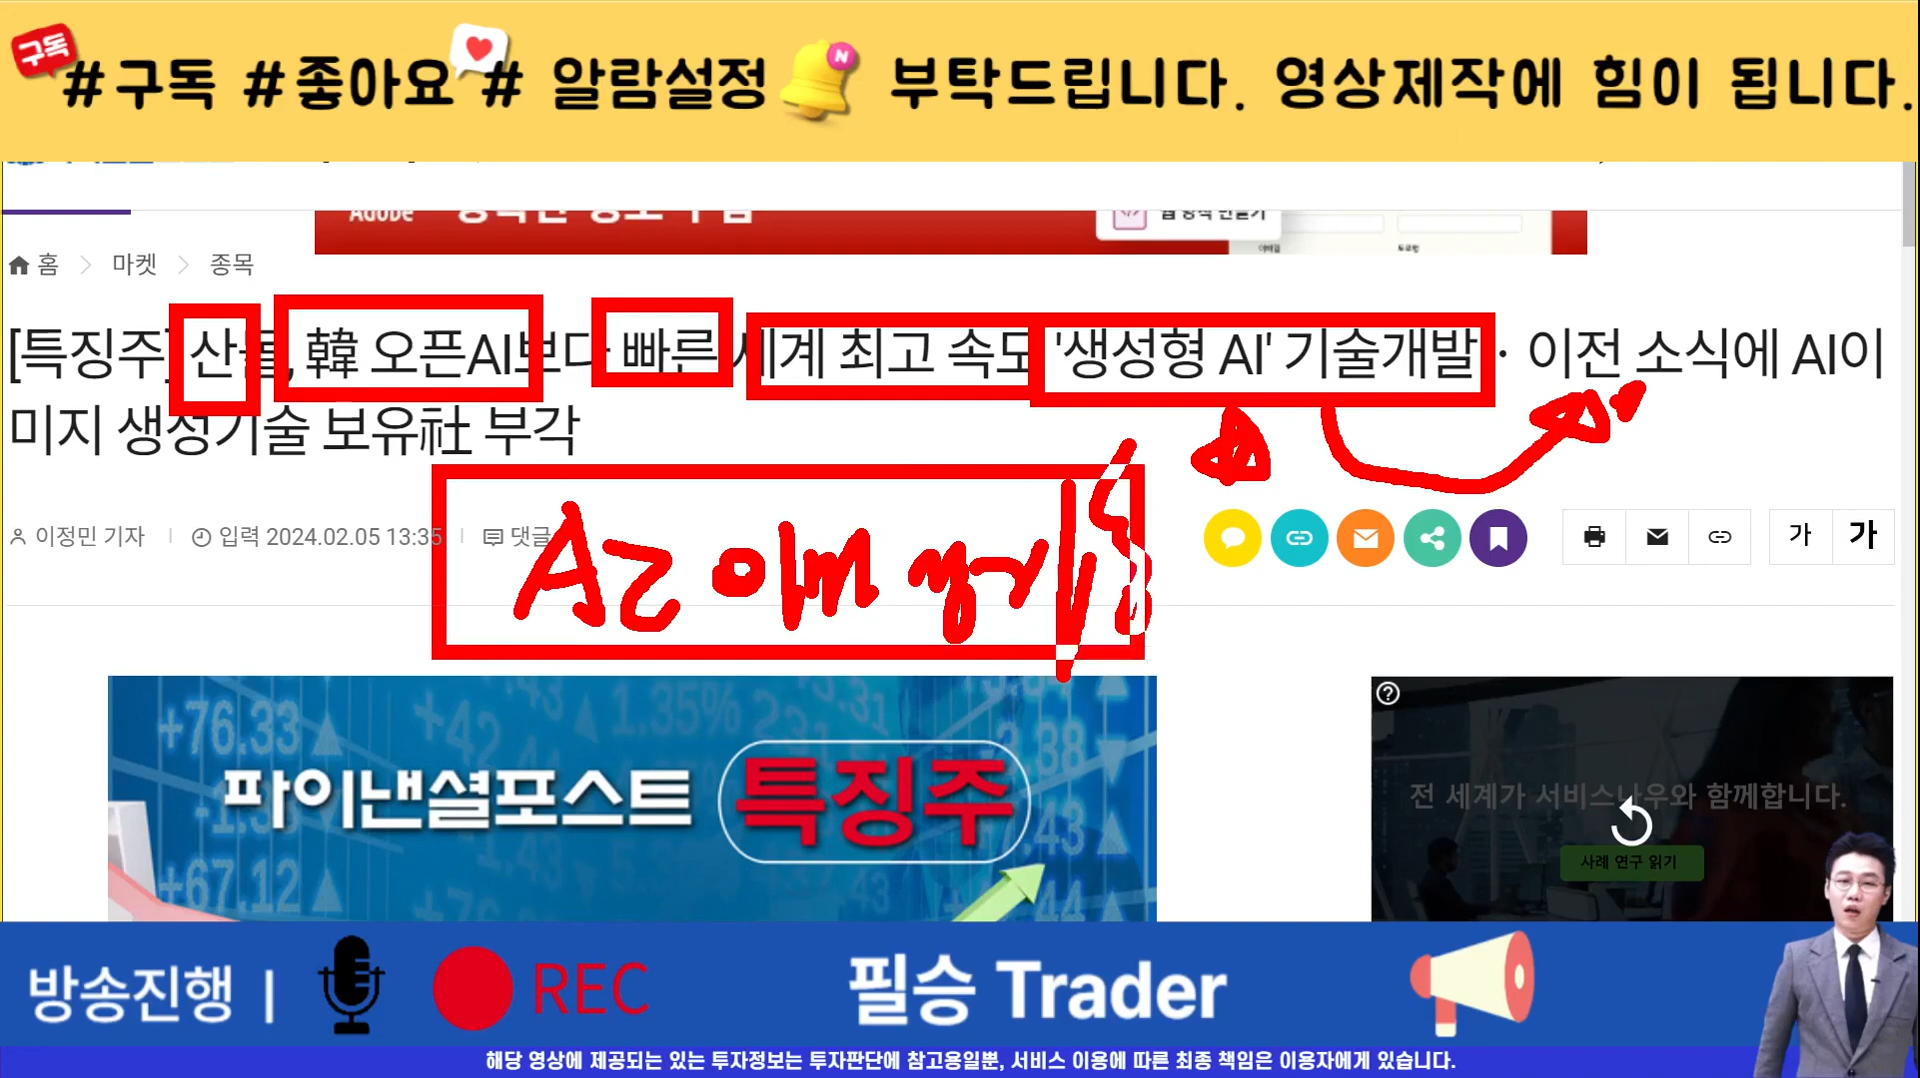 구독
#구독 #좋아요 # 알람설정 N 부탁드립니다. 영상제작에 힘이 됩니다.
Adobe
홈 > 마켓 > 종목
[특징주] 산돌, 韓 오픈AI보다 빠른 세계 최고 속도 '생성형 AI' 기술개발· 이전 소식에 AI이
미지 생성기술 보유社 부각
이정민 기자 | 입력 2024.02.05 13:35 | 댓글
가 가
+76.33 +42 43 1.35%
파이낸셜포스트 특징주
+67.12
전 세계가 서비스나우와 함께합니다.
사례 연구 읽기
방송진행 | REC 필승 Trader
해당 영상에 제공되는 있는 투자정보는 투자판단에 참고용일뿐, 서비스 이용에 따른 최종 책임은 이용자에게 있습니다.